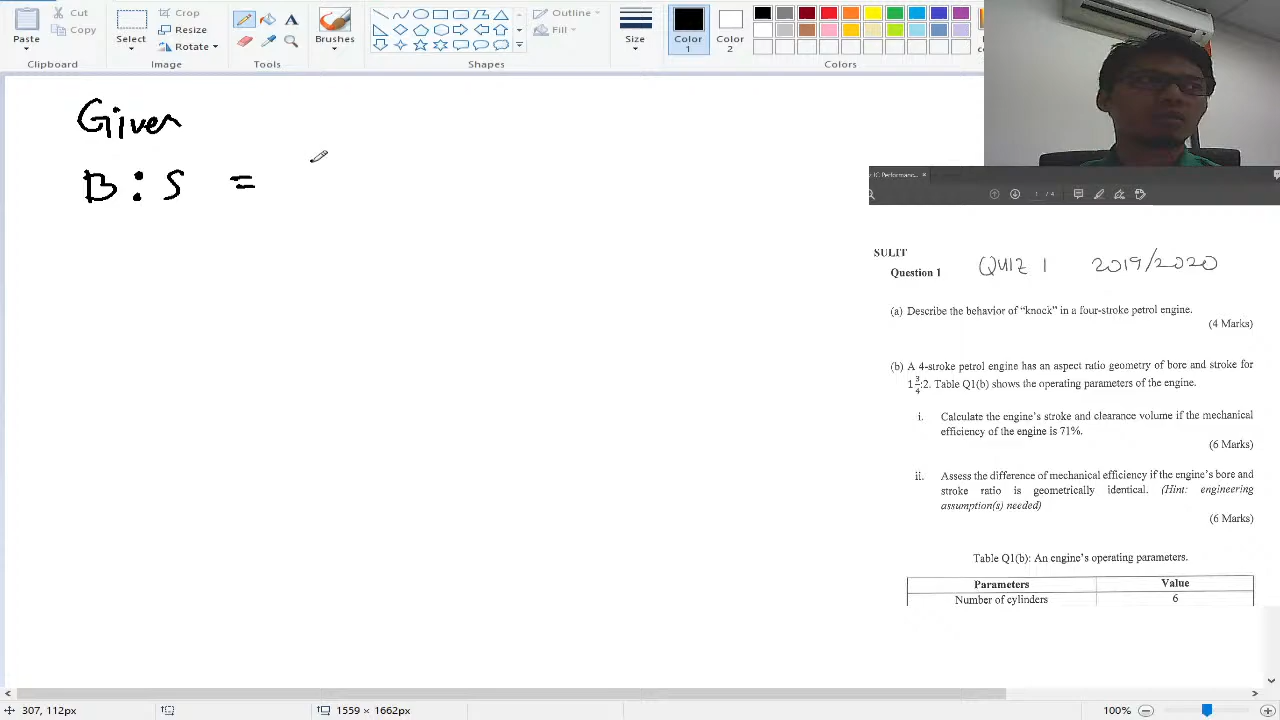 Paste
Cut
Copy
Clipboard
Select
Crop
Resize
Rotate
Image
Tools
Brushes
Outline
Fill
Shapes
Size
Color 1
Color 2
Colors
Given
B : S =
IC Performanc...
1 / 4
SULIT
Question 1 QUIZ 1 2019/2020
(a) Describe the behavior of “knock” in a four-stroke petrol engine.
(4 Marks)
(b) A 4-stroke petrol engine has an aspect ratio geometry of bore and stroke for
1 3/4:2. Table Q1(b) shows the operating parameters of the engine.
i. Calculate the engine's stroke and clearance volume if the mechanical
efficiency of the engine is 71%.
(6 Marks)
ii. Assess the difference of mechanical efficiency if the engine's bore and
stroke ratio is geometrically identical. (Hint: engineering
assumption(s) needed)
(6 Marks)
Table Q1(b): An engine's operating parameters.
Parameters Value
Number of cylinders 6
307, 112px
1559 × 1662px
100%